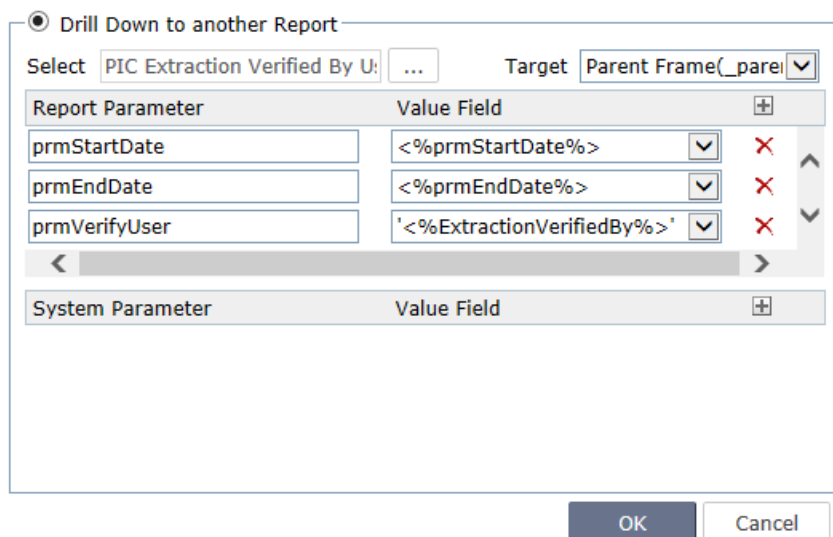 Drill Down to another Report
Select PIC Extraction Verified By U ... Target Parent Frame(_parei
Report Parameter Value Field
prmStartDate <%prmStartDate%>
prmEndDate <%prmEndDate%>
prmVerifyUser '<%ExtractionVerifiedBy%>'
System Parameter Value Field
OK Cancel